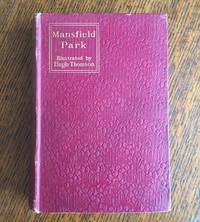 Mansfield
Park
Illustrated by
Hugh Thomson